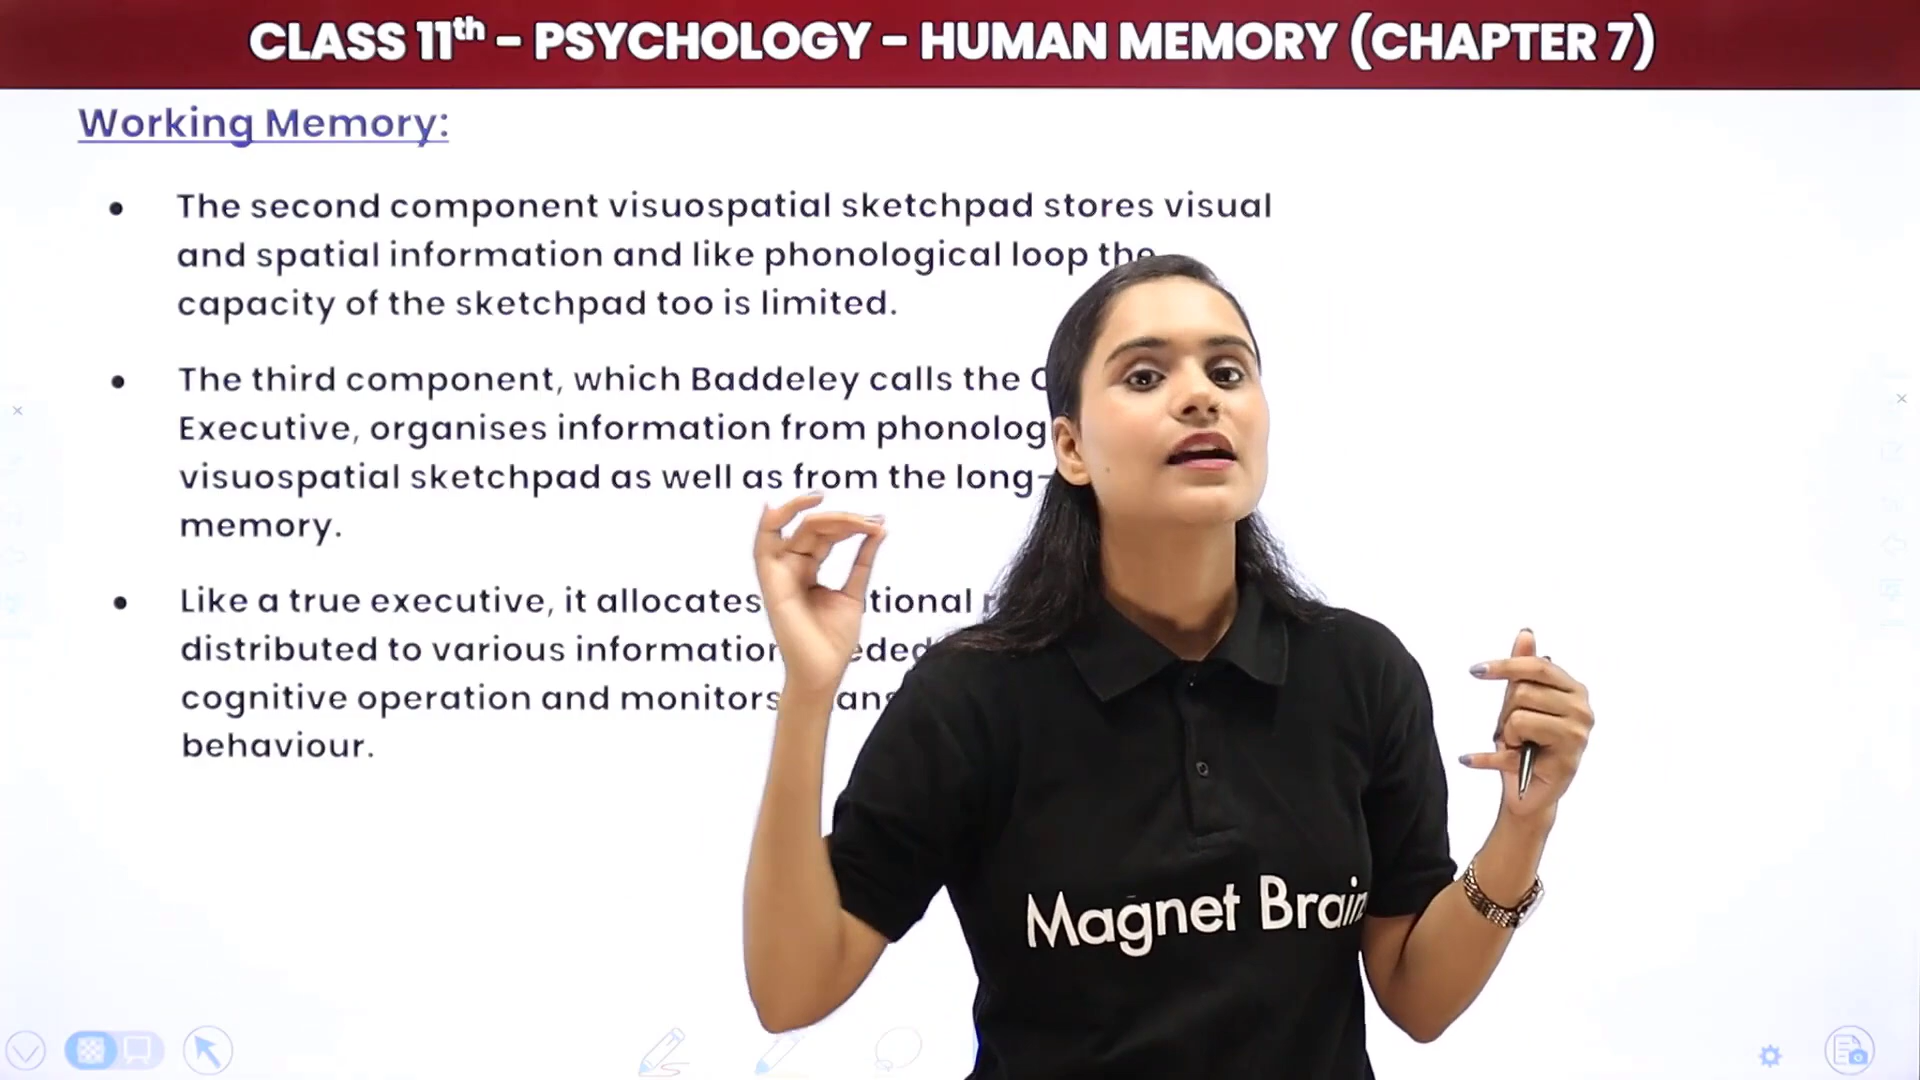 CLASS 11th - PSYCHOLOGY - HUMAN MEMORY (CHAPTER 7)
Working Memory:
• The second component visuospatial sketchpad stores visual
and spatial information and like phonological loop the
capacity of the sketchpad too is limited.
• The third component, which Baddeley calls the
Executive, organises information from
visuospatial sketchpad as well as from the long-
memory.
• Like a true executive, it allocates
distributed to various information
cognitive operation and monitors
behaviour.
Magnet